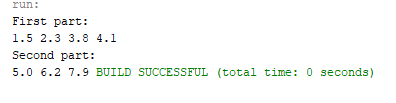 run:
First part:
1.5 2.3 3.8 4.1
Second part:
5.0 6.2 7.9 BUILD SUCCESSFUL (total time: 0 seconds)